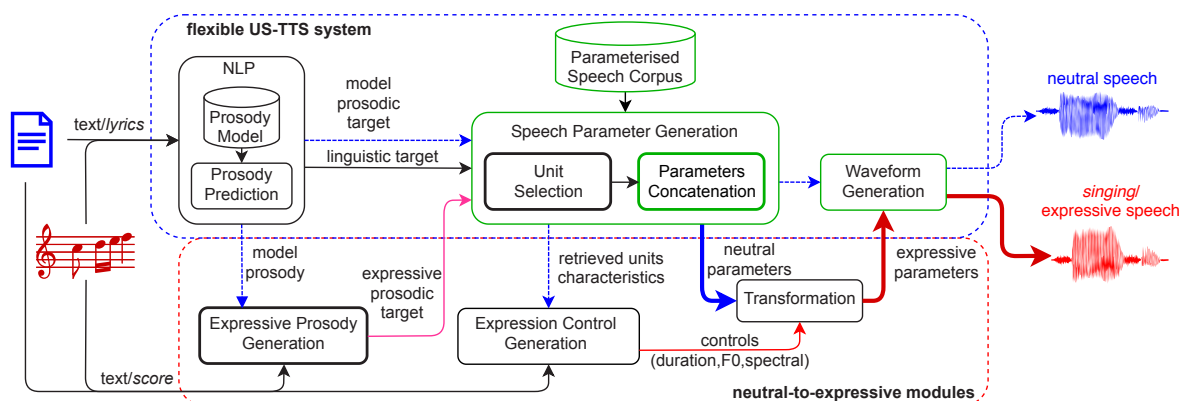 flexible US-TTS system
NLP
Prosody
Model
Prosody
Prediction
text/lyrics
model
prosodic
target
linguistic target
Parameterised
Speech Corpus
Speech Parameter Generation
Unit
Selection
Parameters
Concatenation
Waveform
Generation
neutral speech
singing/
expressive speech
model
prosody
expressive
prosodic
target
retrieved units
characteristics
neutral
parameters
expressive
parameters
Transformation
Expressive Prosody
Generation
Expression Control
Generation
controls
(duration,F0,spectral)
text/score
neutral-to-expressive modules